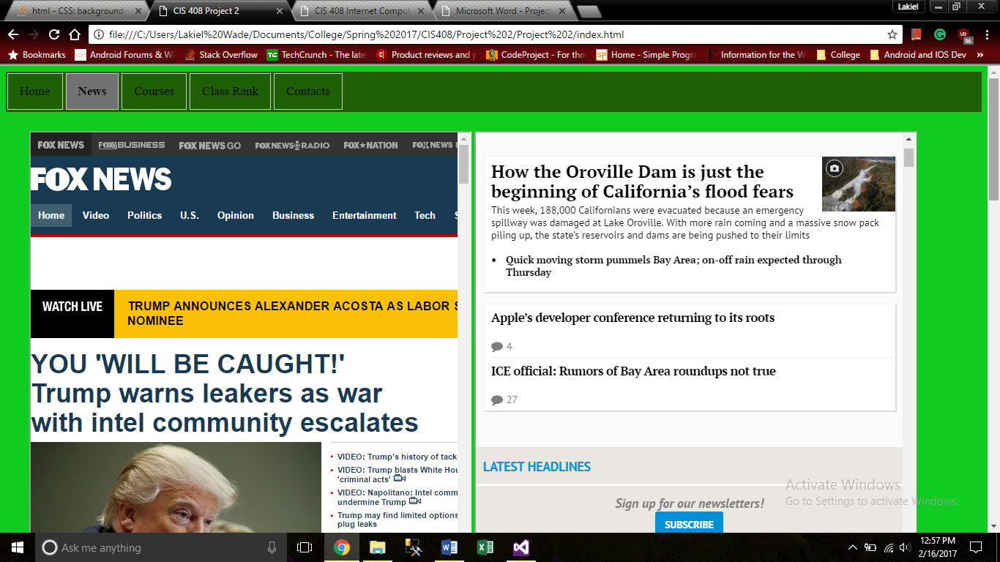 html - CSS: background-
CIS 408 Project 2
CIS 408 Internet Comput
Microsoft Word - Project
Lakiel
file:///C:/Users/Lakiel%20Wade/Documents/College/Spring%202017/CIS408/Project%202/Project%202/index.html
96
Bookmarks
Android Forums & W
Stack Overflow
TechCrunch - The late
Product reviews and p
CodeProject - For tho
Home - Simple Progra
Information for the W
College
Android and IOS Dev
»
Home
News
Courses
Class Rank
Contacts
FOX NEWS
FOX BUSINESS
FOX NEWS GO
FOX NEWS RADIO
FOX★NATION
FOX NEWS
FOX NEWS
Home
Video
Politics
U.S.
Opinion
Business
Entertainment
Tech
WATCH LIVE
TRUMP ANNOUNCES ALEXANDER ACOSTA AS LABOR S
NOMINEE
YOU 'WILL BE CAUGHT!'
Trump warns leakers as war
with intel community escalates
• VIDEO: Trump's history of tack
• VIDEO: Trump blasts White Hou
'criminal acts'
• VIDEO: Napolitano: Intel comm
undermine Trump
• Trump may find limited options
plug leaks
How the Oroville Dam is just the
beginning of California's flood fears
This week, 188,000 Californians were evacuated because an emergency
spillway was damaged at Lake Oroville. With more rain coming and a massive snow pack
piling up, the state's reservoirs and dams are being pushed to their limits
• Quick moving storm pummels Bay Area; on-off rain expected through
Thursday
Apple's developer conference returning to its roots
4
ICE official: Rumors of Bay Area roundups not true
27
LATEST HEADLINES
Sign up for our newsletters!
SUBSCRIBE
Activate Windows
Go to Settings to activate Windows.
Ask me anything
12:57 PM
2/16/2017